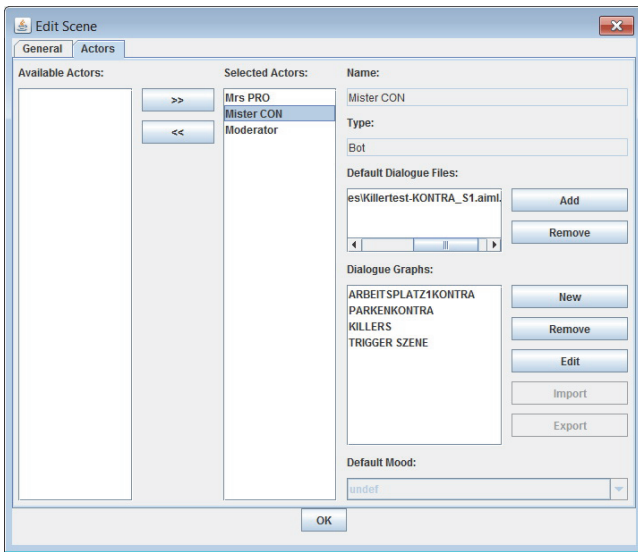 Edit Scene
General
Actors
Available Actors:
>>
<<
Selected Actors:
Mrs PRO
Mister CON
Moderator
Name:
Mister CON
Type:
Bot
Default Dialogue Files:
es\Killertest-KONTRA_S1.aiml.
Add
Remove
Dialogue Graphs:
ARBEITSPLATZ1KONTRA
PARKENKONTRA
KILLERS
TRIGGER SZENE
New
Remove
Edit
Import
Export
Default Mood:
undef
OK